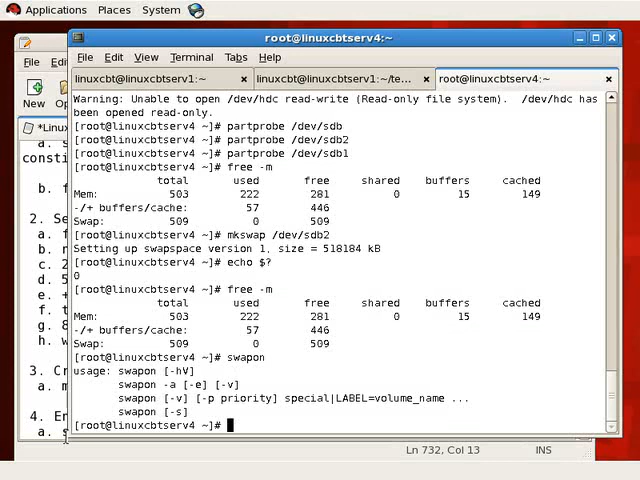 Applications Places System
root@linuxcbtserv4:~
File Edit View Terminal Tabs Help
linuxcbt@linuxcbtserv1:~
linuxcbt@linuxcbtserv1:~/te...
root@linuxcbtserv4:~
Warning: Unable to open /dev/hdc read-write (Read-only file system).  /dev/hdc has
been opened read-only.
[root@linuxcbtserv4 ~]# partprobe /dev/sdb
[root@linuxcbtserv4 ~]# partprobe /dev/sdb2
[root@linuxcbtserv4 ~]# partprobe /dev/sdb1
[root@linuxcbtserv4 ~]# free -m
total used free shared buffers cached
Mem: 503 222 281 0 15 149
-/+ buffers/cache: 57 446
Swap: 509 0 509
[root@linuxcbtserv4 ~]# mkswap /dev/sdb2
Setting up swapspace version 1, size = 518184 kB
[root@linuxcbtserv4 ~]# echo $?
0
[root@linuxcbtserv4 ~]# free -m
total used free shared buffers cached
Mem: 503 222 281 0 15 149
-/+ buffers/cache: 57 446
Swap: 509 0 509
[root@linuxcbtserv4 ~]# swapon
usage: swapon [-hV]
swapon -a [-e] [-v]
swapon [-v] [-p priority] special|LABEL=volume_name ...
swapon [-s]
[root@linuxcbtserv4 ~]#
File
New
*Linux
a. s
consti
b. f
2. Se
a. f
b. n
c. 2
d. 5
e. +
f. t
g. 8
h. w
3. C
a. m
4. En
a. s
Ln 732, Col 13 INS